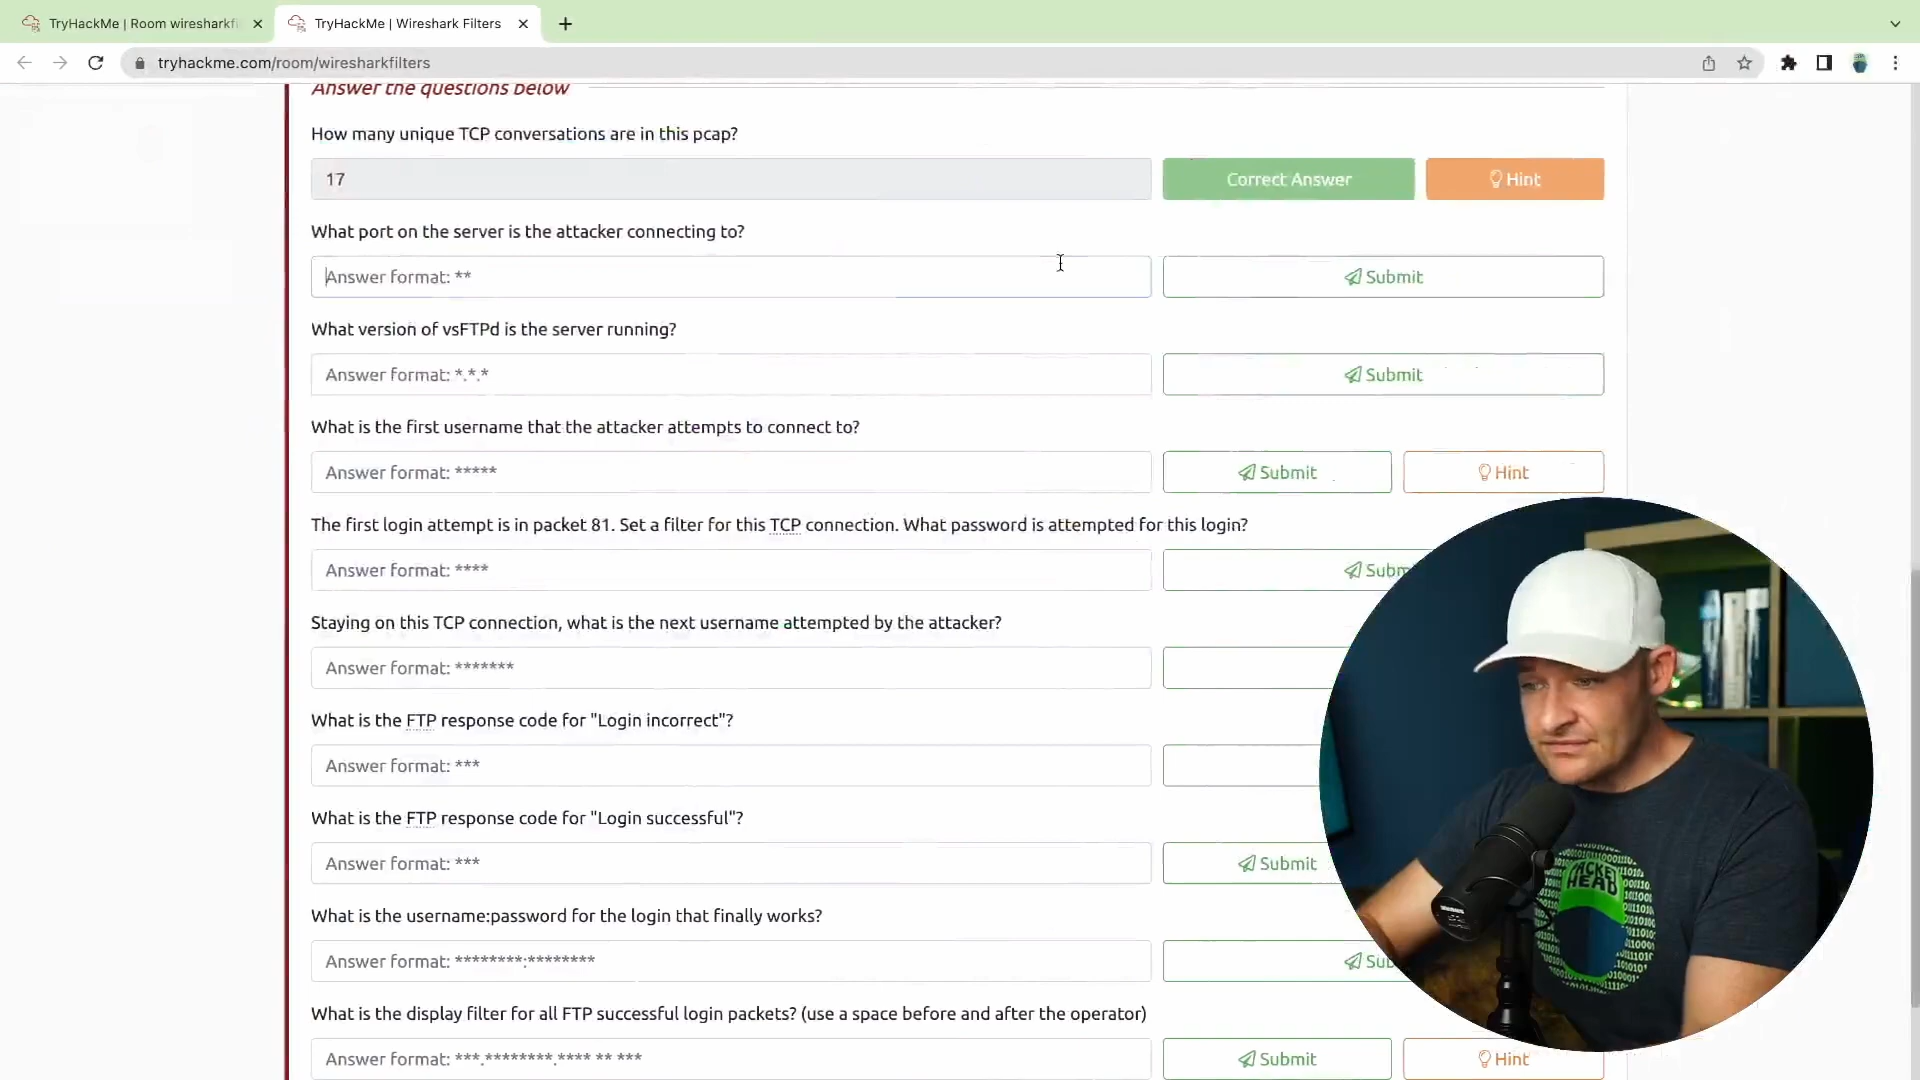 TryHackMe | Room wiresharkfi
TryHackMe | Wireshark Filters
tryhackme.com/room/wiresharkfilters
Answer the questions below
How many unique TCP conversations are in this pcap?
17
Correct Answer
Hint
What port on the server is the attacker connecting to?
Answer format: **
Submit
What version of vsFTPd is the server running?
Answer format: *.*.*
Submit
What is the first username that the attacker attempts to connect to?
Answer format: *****
Submit
Hint
The first login attempt is in packet 81. Set a filter for this TCP connection. What password is attempted for this login?
Answer format: ****
Subm
Staying on this TCP connection, what is the next username attempted by the attacker?
Answer format: *******
What is the FTP response code for "Login incorrect"?
Answer format: ***
What is the FTP response code for "Login successful"?
Answer format: ***
Submit
What is the username:password for the login that finally works?
Answer format: ********:********
Sub
What is the display filter for all FTP successful login packets? (use a space before and after the operator)
Answer format: ***.********.**** ** ***
Submit
Hint
PACKET
HEAD